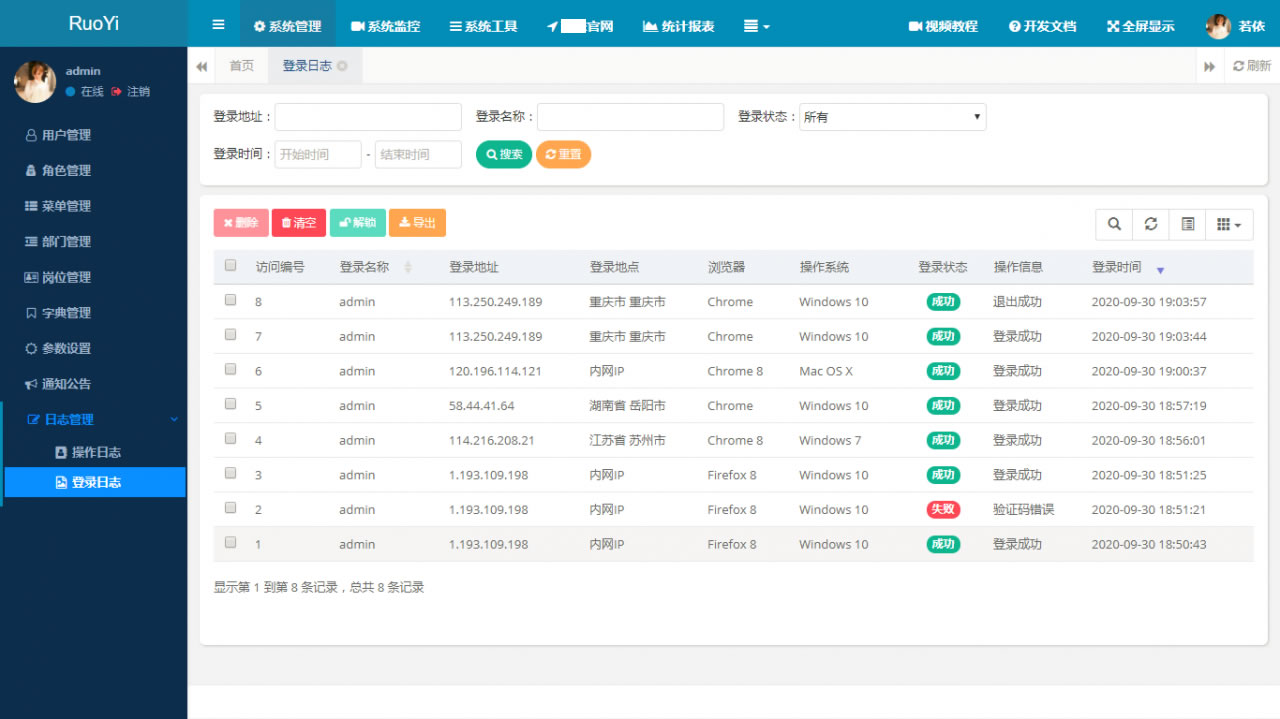 RuoYi
系统管理 系统监控 系统工具 官网 统计报表 视频教程 开发文档 全屏显示 若依
admin
在线 注销
用户管理
角色管理
菜单管理
部门管理
岗位管理
字典管理
参数设置
通知公告
日志管理
操作日志
登录日志
首页 登录日志 刷新
登录地址： 登录名称： 登录状态： 所有
登录时间： 开始时间 - 结束时间 搜索 重置
删除 清空 解锁 导出
访问编号 登录名称 登录地址 登录地点 浏览器 操作系统 登录状态 操作信息 登录时间
8 admin 113.250.249.189 重庆市 重庆市 Chrome Windows 10 成功 退出成功 2020-09-30 19:03:57
7 admin 113.250.249.189 重庆市 重庆市 Chrome Windows 10 成功 登录成功 2020-09-30 19:03:44
6 admin 120.196.114.121 内网IP Chrome 8 Mac OS X 成功 登录成功 2020-09-30 19:00:37
5 admin 58.44.41.64 湖南省 岳阳市 Chrome Windows 10 成功 登录成功 2020-09-30 18:57:19
4 admin 114.216.208.21 江苏省 苏州市 Chrome 8 Windows 7 成功 登录成功 2020-09-30 18:56:01
3 admin 1.193.109.198 内网IP Firefox 8 Windows 10 成功 登录成功 2020-09-30 18:51:25
2 admin 1.193.109.198 内网IP Firefox 8 Windows 10 失败 验证码错误 2020-09-30 18:51:21
1 admin 1.193.109.198 内网IP Firefox 8 Windows 10 成功 登录成功 2020-09-30 18:50:43
显示第 1 到第 8 条记录，总共 8 条记录